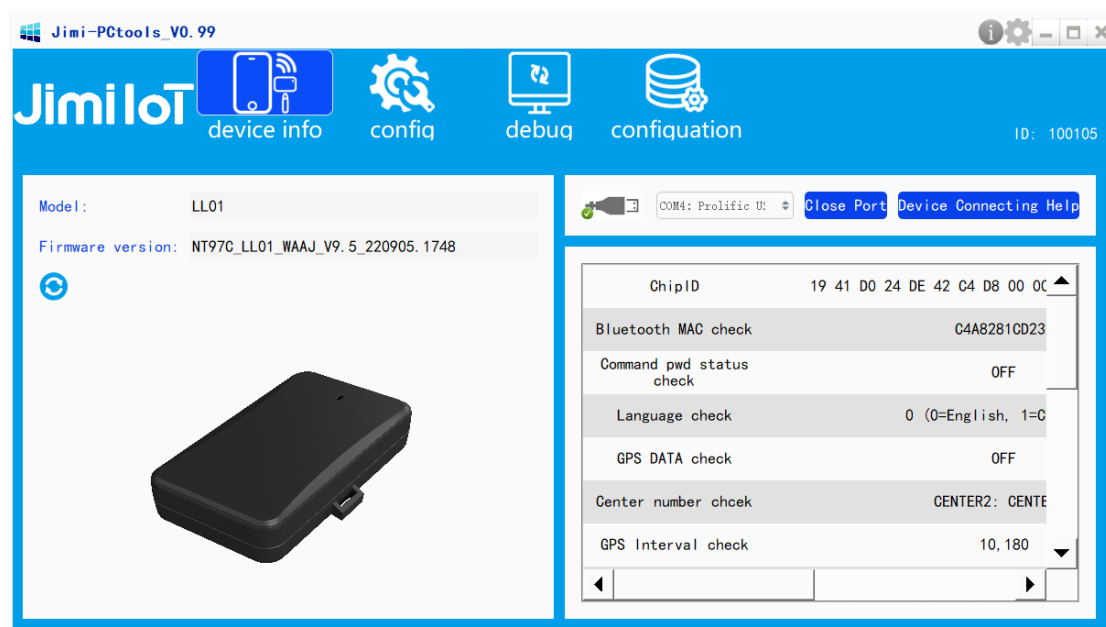 Jimi-PCtools_V0.99
Jimi IoT
device info
config
debug
configuation
ID: 100105
Model: LL01
Firmware version: NT97C_LL01_WAAJ_V9.5_220905.1748
COM4: Prolific U
Close Port
Device Connecting Help
ChipID 19 41 D0 24 DE 42 C4 D8 00 0C
Bluetooth MAC check C4A8281CD23
Command pwd status
check
OFF
Language check 0 (0=English, 1=C
GPS DATA check OFF
Center number chcek CENTER2: CENTE
GPS Interval check 10,180